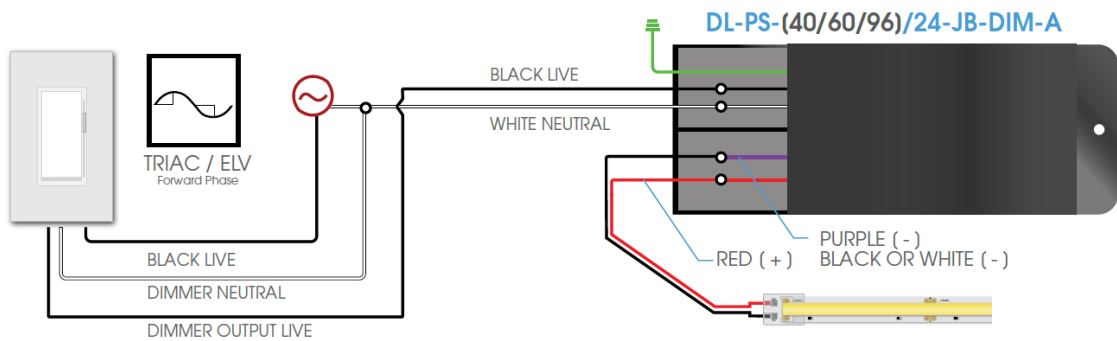 DL-PS-(40/60/96)/24-JB-DIM-A
BLACK LIVE
WHITE NEUTRAL
TRIAC / ELV
Forward Phase
BLACK LIVE
DIMMER NEUTRAL
DIMMER OUTPUT LIVE
RED ( + )
PURPLE ( - )
BLACK OR WHITE ( - )